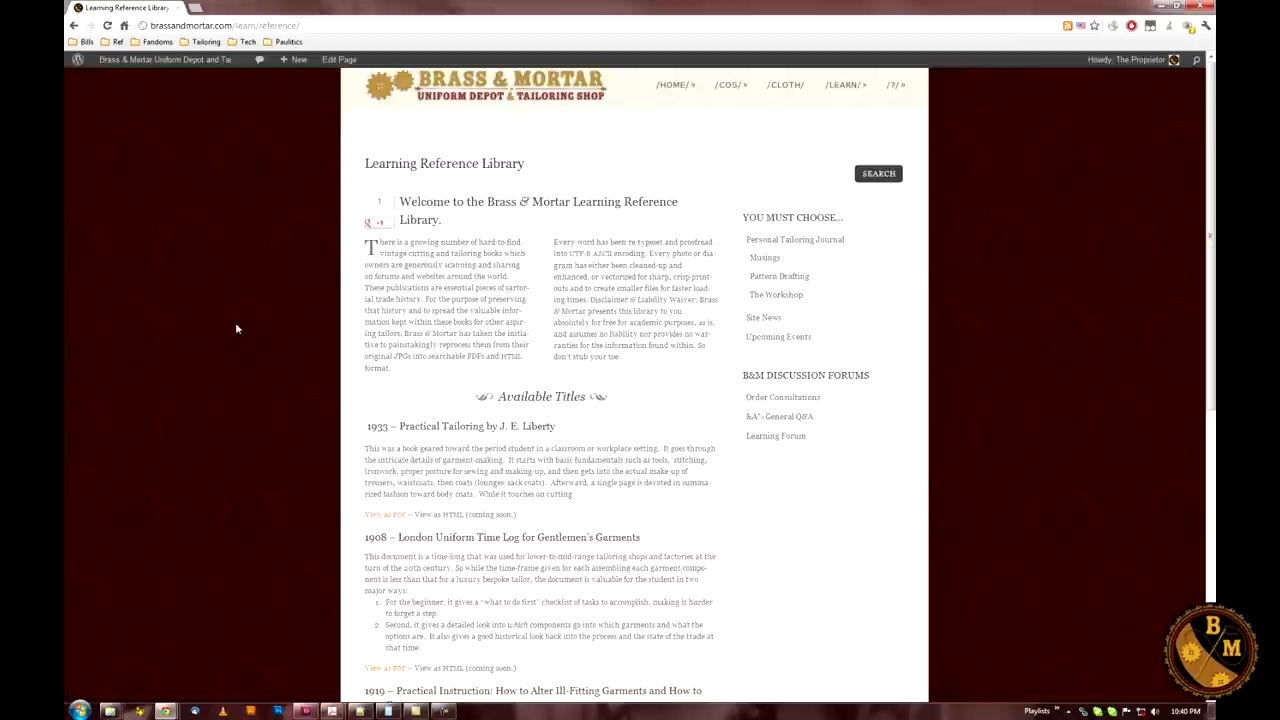 Learning Reference Library
brassandmortar.com/learn/reference/
Bills Ref Fandoms Tailoring Tech Paulitics
Brass & Mortar Uniform Depot and Tai + New Edit Page Howdy, The Proprietor
BRASS & MORTAR
UNIFORM DEPOT & TAILORING SHOP
/HOME/ » /COS/ » /CLOTH/ /LEARN/ » /?/ »
Learning Reference Library
SEARCH
1
+1
Welcome to the Brass & Mortar Learning Reference
Library.
There is a growing number of hard-to-find
vintage cutting and tailoring books which
owners are generously scanning and sharing
on forums and websites around the world.
These publications are essential pieces of sartor-
ial trade history. For the purpose of preserving
that history and to spread the valuable infor-
mation kept within these books for other aspir-
ing tailors, Brass & Mortar has taken the initia-
tive to painstakingly reprocess them from their
original JPGs into searchable PDFs and HTML
format.
Every word has been re-typeset and proofread
into UTF-8 ASCII encoding. Every photo or dia-
gram has either been cleaned-up and
enhanced, or vectorized for sharp, crisp print-
outs and to create smaller files for faster load-
ing times. Disclaimer & Liability Waiver: Brass
& Mortar presents this library to you
absolutely for free for academic purposes, as is,
and assumes no liability nor provides no war-
ranties for the information found within. So
don't stub your toe.
Available Titles
1933 – Practical Tailoring by J. E. Liberty
This was a book geared toward the period student in a classroom or workplace setting. It goes through
the intricate details of garment-making. It starts with basic fundamentals such as tools, stitching,
ironwork, proper posture for sewing and making-up, and then gets into the actual make-up of
trousers, waistcoats, then coats (lounges/sack coats). Afterward, a single page is devoted in summa-
rized fashion toward body coats. While it touches on cutting
View as PDF – View as HTML (coming soon.)
1908 – London Uniform Time Log for Gentlemen's Garments
This document is a time-long that was used for lower-to-mid-range tailoring shops and factories at the
turn of the 20th century. So while the time-frame given for each assembling each garment compo-
nent is less than that for a luxury bespoke tailor, the document is valuable for the student in two
major ways:
1. For the beginner, it gives a "what to do first" checklist of tasks to accomplish, making it harder
to forget a step.
2. Second, it gives a detailed look into which components go into which garments and what the
options are. It also gives a good historical look back into the process and the state of the trade at
that time.
View as PDF – View as HTML (coming soon.)
1919 – Practical Instruction: How to Alter Ill-Fitting Garments and How to
YOU MUST CHOOSE...
Personal Tailoring Journal
Musings
Pattern Drafting
The Workshop
Site News
Upcoming Events
B&M DISCUSSION FORUMS
Order Consultations
&A">General Q&A
Learning Forum
B
M
Playlists » 10:40 PM